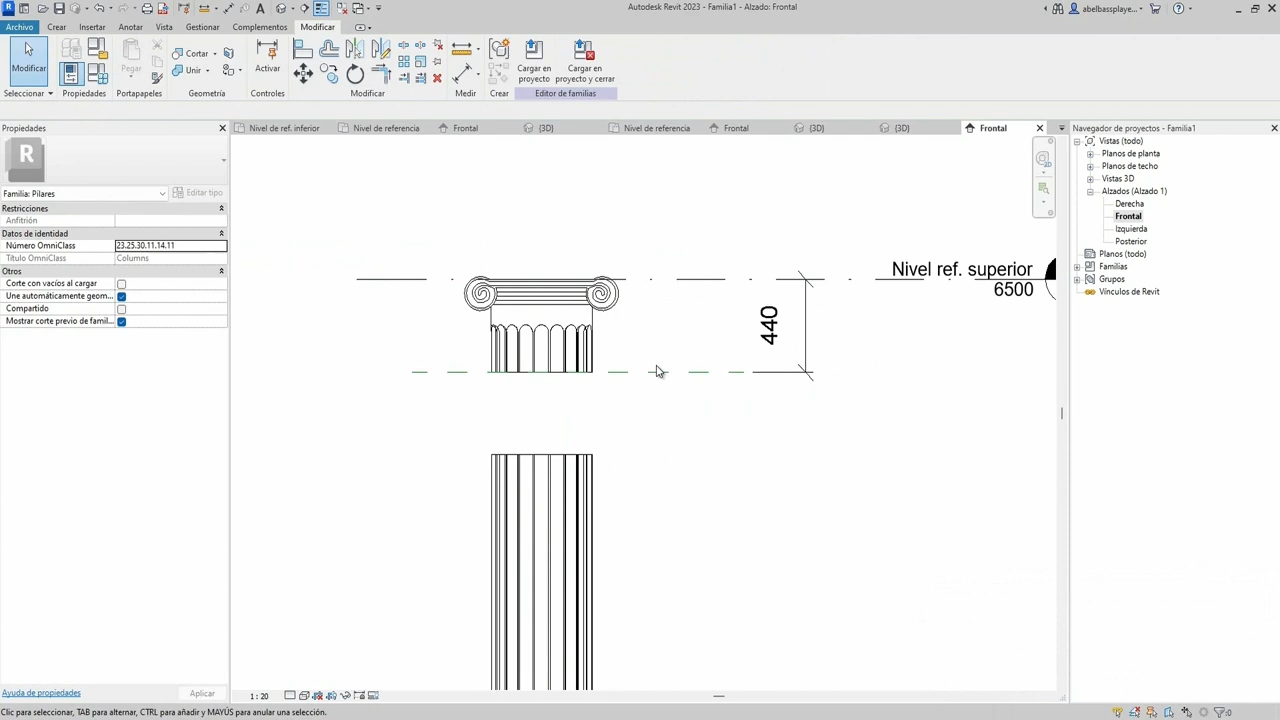 Autodesk Revit 2023 - Familia1 - Alzado: Frontal
abelbassplaye...
Archivo
Crear
Insertar
Anotar
Vista
Gestionar
Complementos
Modificar
Modificar
Pegar
Cortar
Unir
Activar
Cargar en
proyecto
Cargar en
proyecto y cerrar
Seleccionar
Propiedades
Portapapeles
Geometría
Controles
Modificar
Medir
Crear
Editor de familias
Propiedades
Nivel de ref. inferior
Nivel de referencia
Frontal
{3D}
Nivel de referencia
Frontal
{3D}
{3D}
Frontal
Navegador de proyectos - Familia1
R
Familia: Pilares
Editar tipo
Restricciones
Anfitrión
Datos de identidad
Número OmniClass
23.25.30.11.14.11
Título OmniClass
Columns
Otros
Corte con vacíos al cargar
Une automáticamente geom...
Compartido
Mostrar corte previo de famil...
Vistas (todo)
Planos de planta
Planos de techo
Vistas 3D
Alzados (Alzado 1)
Derecha
Frontal
Izquierda
Posterior
Planos (todo)
Familias
Grupos
Vínculos de Revit
Nivel ref. superior
6500
440
Ayuda de propiedades
Aplicar
1 : 20
Clic para seleccionar, TAB para alternar, CTRL para añadir y MAYÚS para anular una selección.
:0